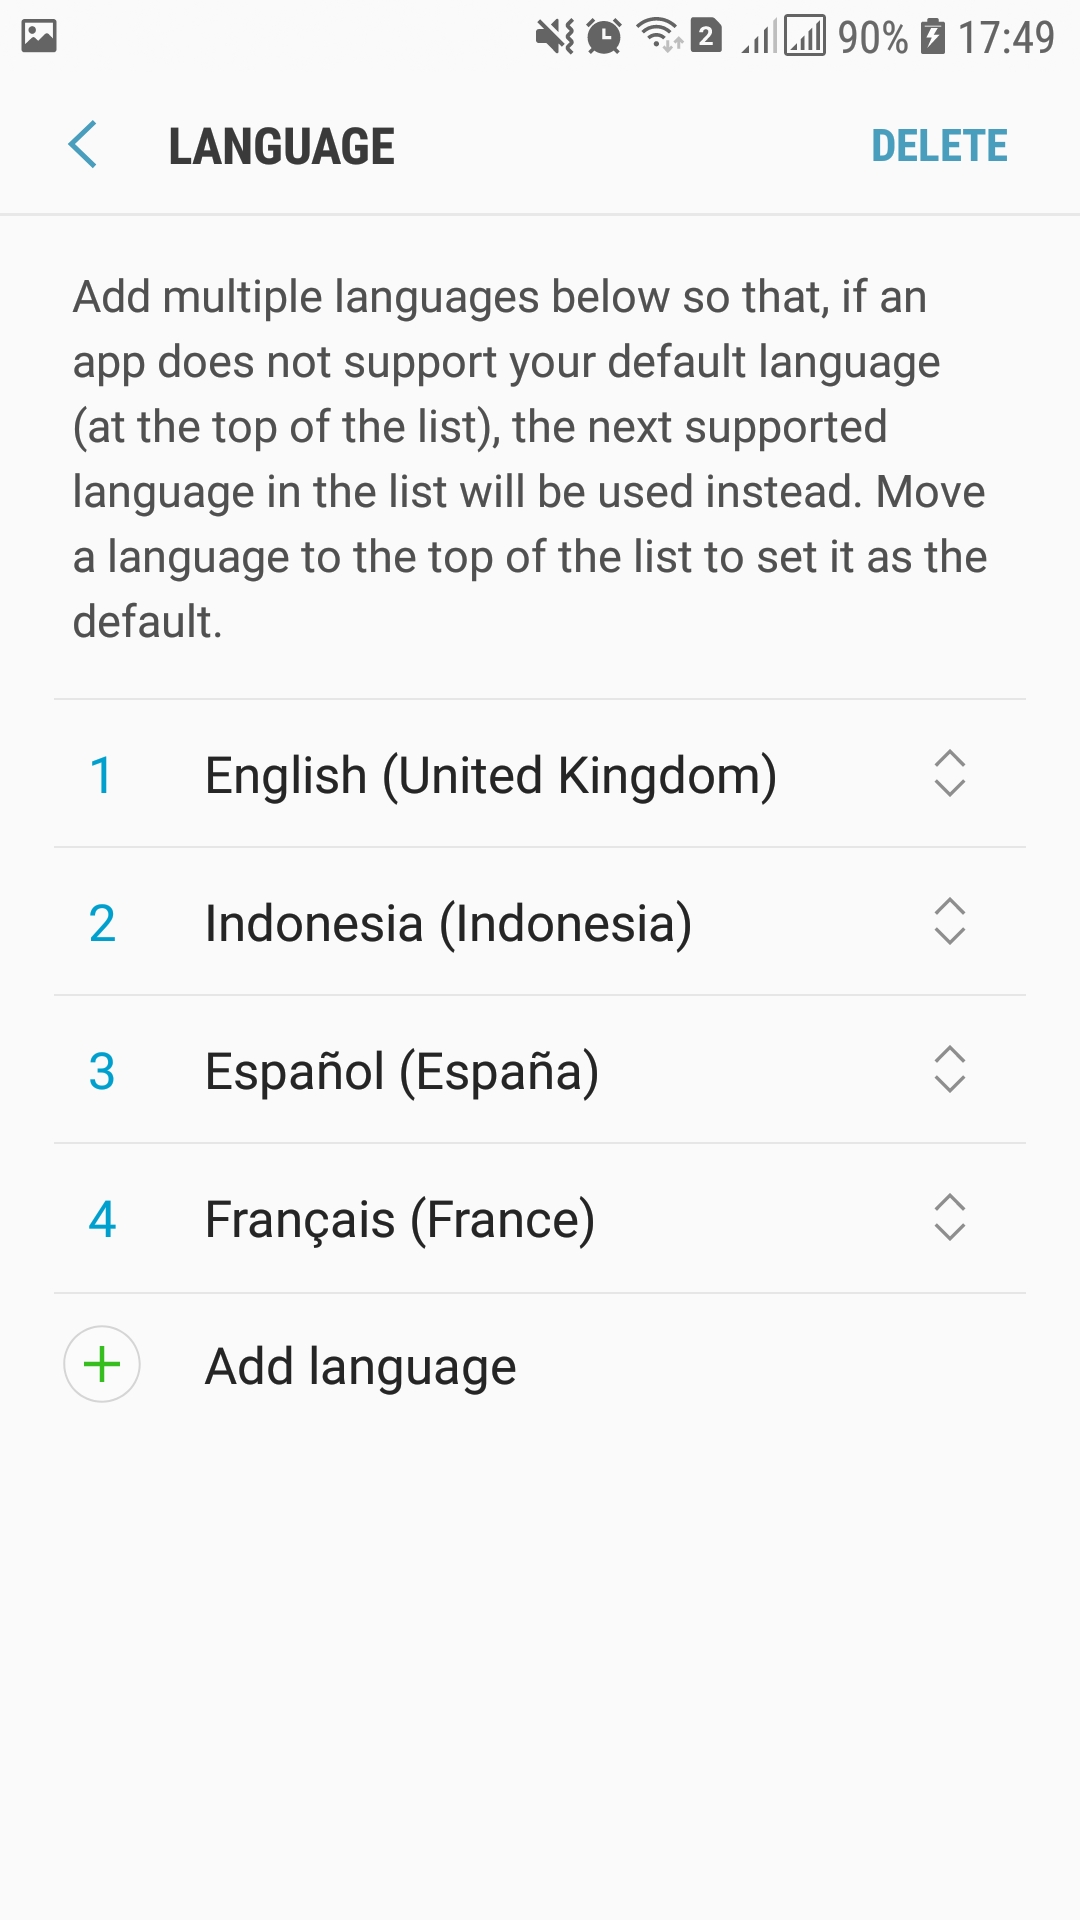 2 90% 17:49
LANGUAGE DELETE
Add multiple languages below so that, if an
app does not support your default language
(at the top of the list), the next supported
language in the list will be used instead. Move
a language to the top of the list to set it as the
default.
1 English (United Kingdom)
2 Indonesia (Indonesia)
3 Español (España)
4 Français (France)
Add language